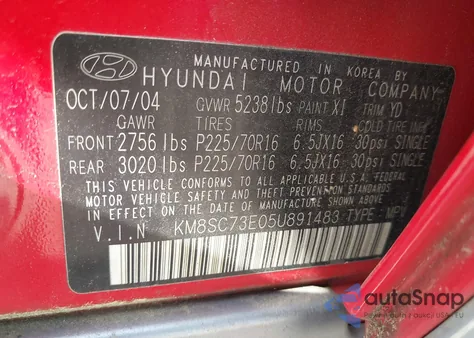 MANUFACTURED IN KOREA BY
HYUNDAI MOTOR COMPANY
OCT/07/04 GVWR 5238lbs PAINT X1 TRIM YD
GAWR TIRES RIMS COLD TIRE
FRONT 2756 lbs P225/70R16 6.5JX16 30psi SINGLE
REAR 3020 lbs P225/70R16 6.5JX16 30psi SINGLE
THIS VEHICLE CONFORMS TO ALL APPLICABLE FEDERAL
MOTOR VEHICLE SAFETY AND THEFT PREVENTION STANDARDS
IN EFFECT ON THE DATE OF MANUFACTURE SHOWN ABOVE
V.I.N KM8SC73E05U891483 TYPE : MPV
autoSnap